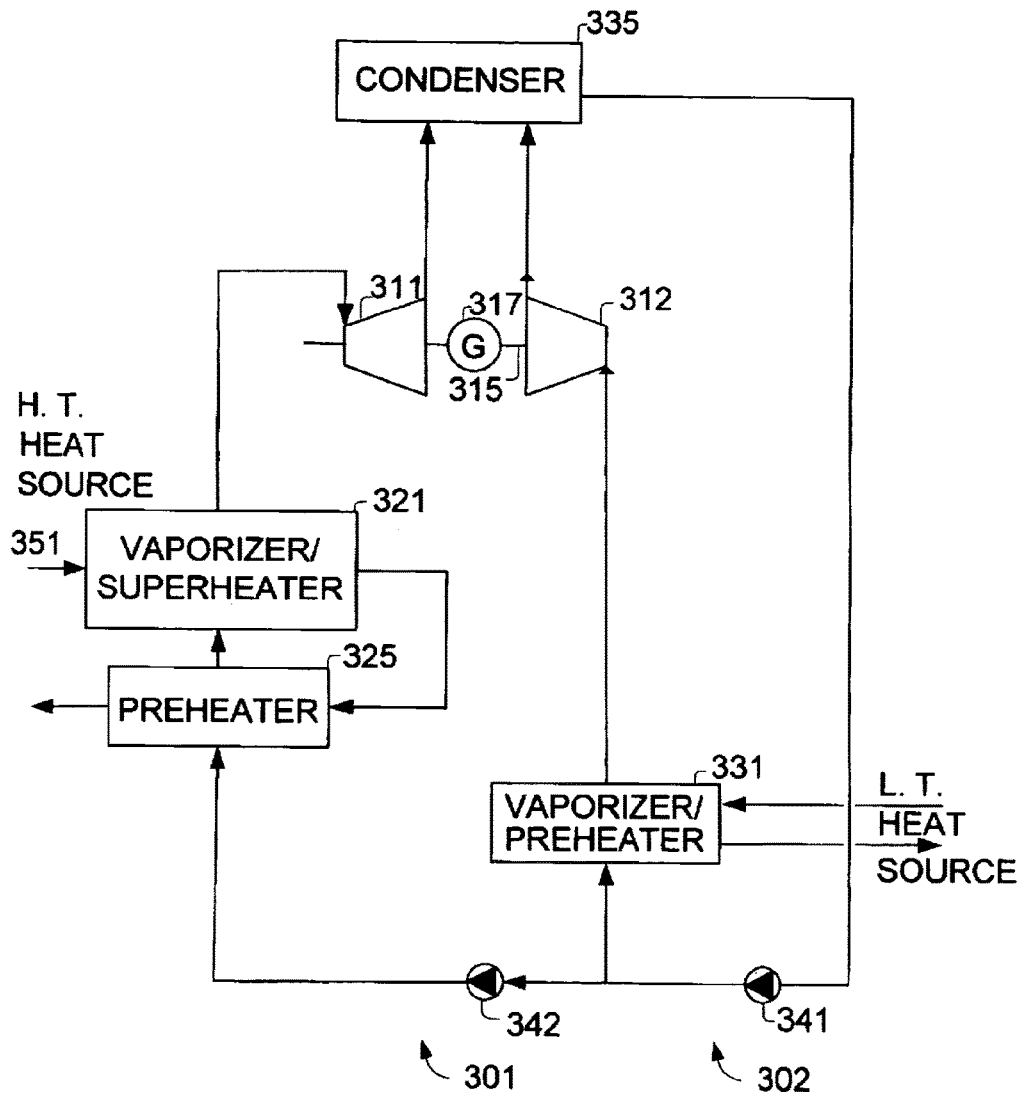 335
CONDENSER
311
317
312
G
315
H. T.
HEAT
SOURCE
321
351
VAPORIZER/
SUPERHEATER
325
PREHEATER
331
VAPORIZER/
PREHEATER
L. T.
HEAT
SOURCE
342
341
301
302